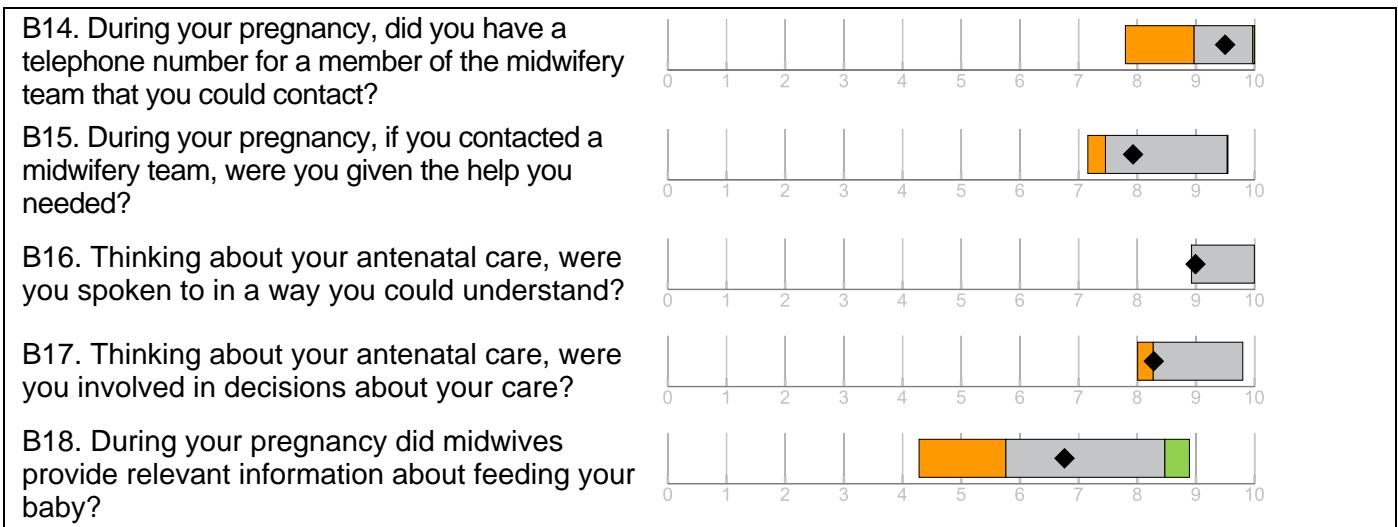 B14. During your pregnancy, did you have a
telephone number for a member of the midwifery
team that you could contact?
0 1 2 3 4 5 6 7 8 9 10
B15. During your pregnancy, if you contacted a
midwifery team, were you given the help you
needed?
0 1 2 3 4 5 6 7 8 9 10
B16. Thinking about your antenatal care, were
you spoken to in a way you could understand?
0 1 2 3 4 5 6 7 8 9 10
B17. Thinking about your antenatal care, were
you involved in decisions about your care?
0 1 2 3 4 5 6 7 8 9 10
B18. During your pregnancy did midwives
provide relevant information about feeding your
baby?
0 1 2 3 4 5 6 7 8 9 10